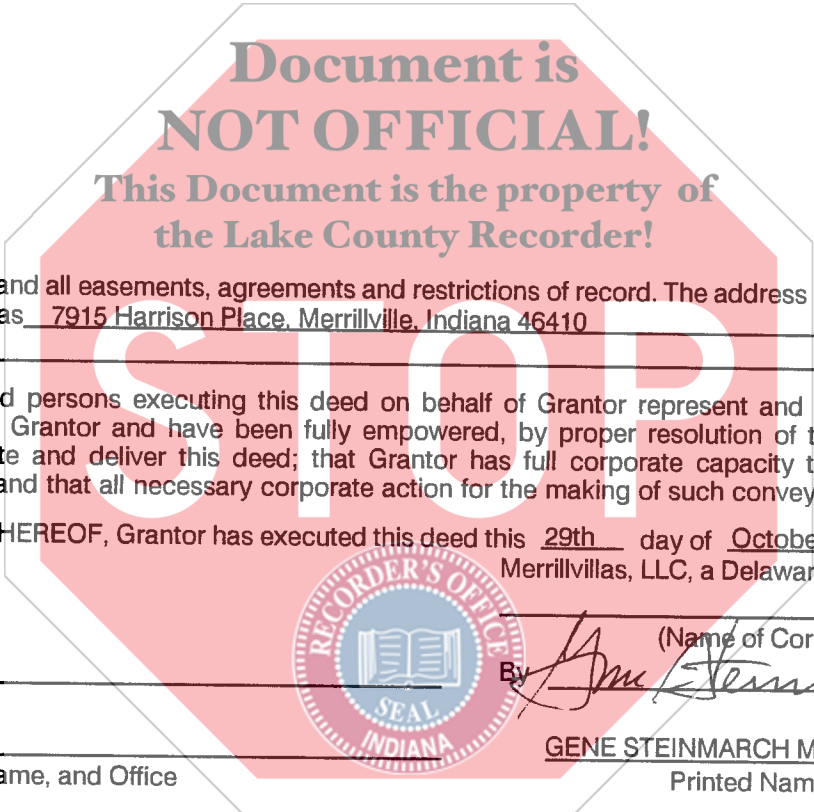 Document is
NOT OFFICIAL!
This Document is the property of
the Lake County Recorder!
and all easements, agreements and restrictions of record. The address
as 7915 Harrison Place, Merrillville, Indiana 46410
STOP
d persons executing this deed on behalf of Grantor represent and
Grantor and have been fully empowered, by proper resolution of t
te and deliver this deed; that Grantor has full corporate capacity t
and that all necessary corporate action for the making of such convey
HEREOF, Grantor has executed this deed this 29th day of Octobe
Merrillvillas, LLC, a Delawar
RECORDER'S OFFICE
SEAL
INDIANA
(Name of Cor
By
GENE STEINMARCH M
ame, and Office
Printed Nam